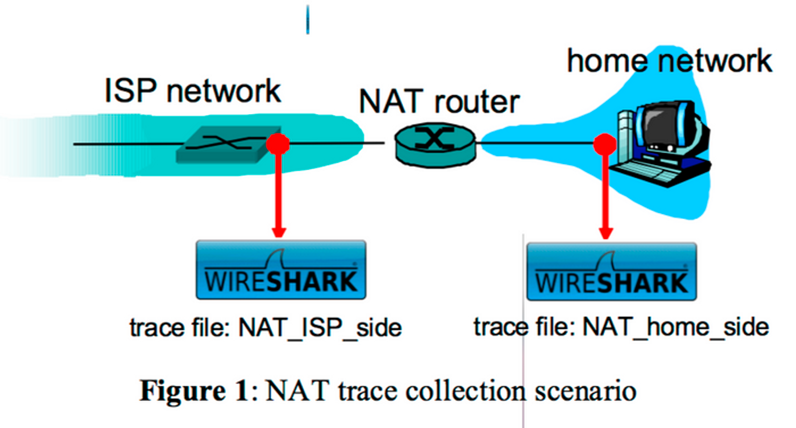 home network
ISP network
NAT router
WIRESHARK
WIRESHARK
trace file: NAT_ISP_side
trace file: NAT_home_side
Figure 1: NAT trace collection scenario